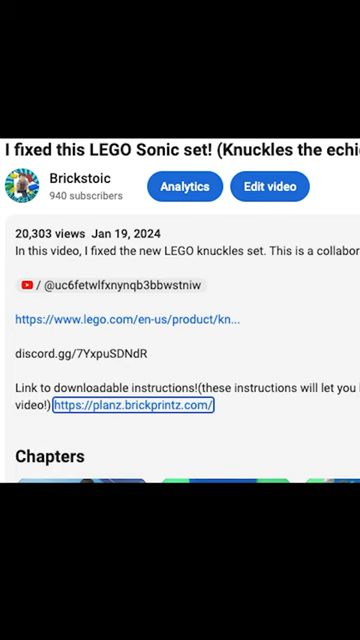 I fixed this LEGO Sonic set! (Knuckles the echi
Brickstoic
940 subscribers
Analytics
Edit video
20,303 views Jan 19, 2024
In this video, I fixed the new LEGO knuckles set. This is a collabor
/ @uc6fetwlfxnynqb3bbwstniw
https://www.lego.com/en-us/product/kn...
discord.gg/7YxpuSDNdR
Link to downloadable instructions!(these instructions will let you
video!) https://planz.brickprintz.com/
Chapters